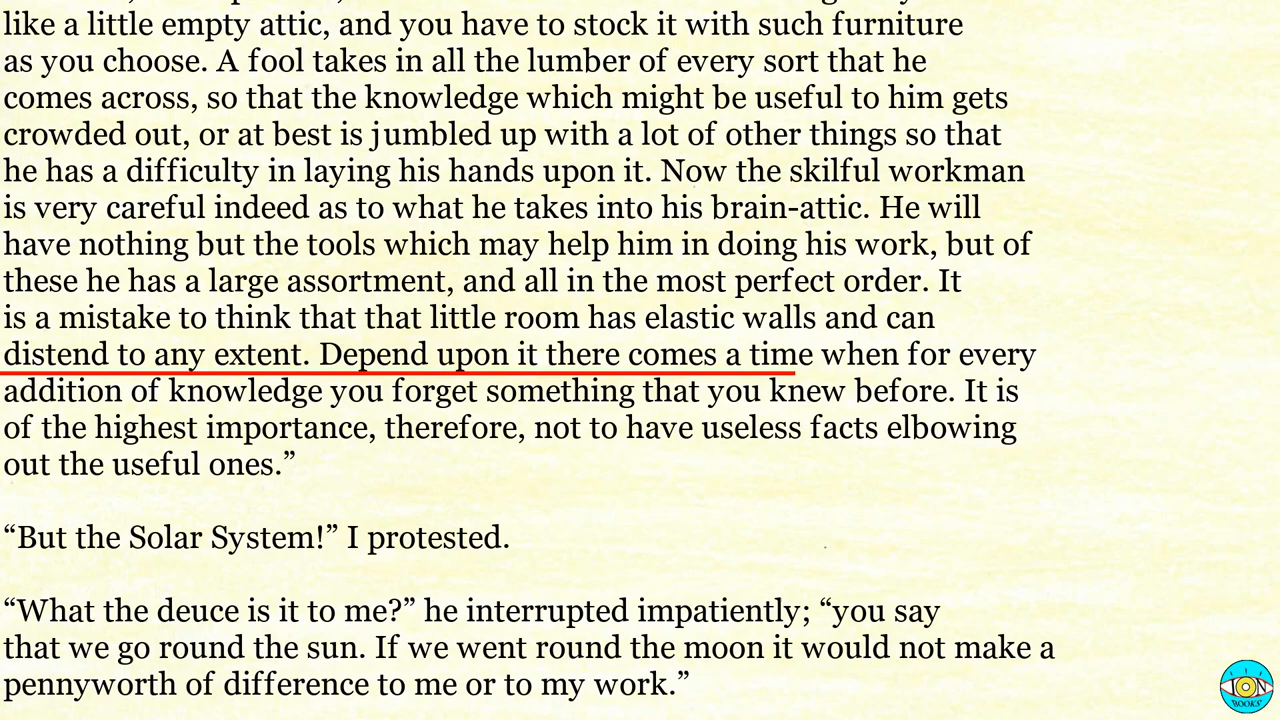 like a little empty attic, and you have to stock it with such furniture
as you choose. A fool takes in all the lumber of every sort that he
comes across, so that the knowledge which might be useful to him gets
crowded out, or at best is jumbled up with a lot of other things so that
he has a difficulty in laying his hands upon it. Now the skilful workman
is very careful indeed as to what he takes into his brain-attic. He will
have nothing but the tools which may help him in doing his work, but of
these he has a large assortment, and all in the most perfect order. It
is a mistake to think that that little room has elastic walls and can
distend to any extent. Depend upon it there comes a time when for every
addition of knowledge you forget something that you knew before. It is
of the highest importance, therefore, not to have useless facts elbowing
out the useful ones.”
“But the Solar System!” I protested.
“What the deuce is it to me?” he interrupted impatiently; “you say
that we go round the sun. If we went round the moon it would not make a
pennyworth of difference to me or to my work.”
ION
BOOKS